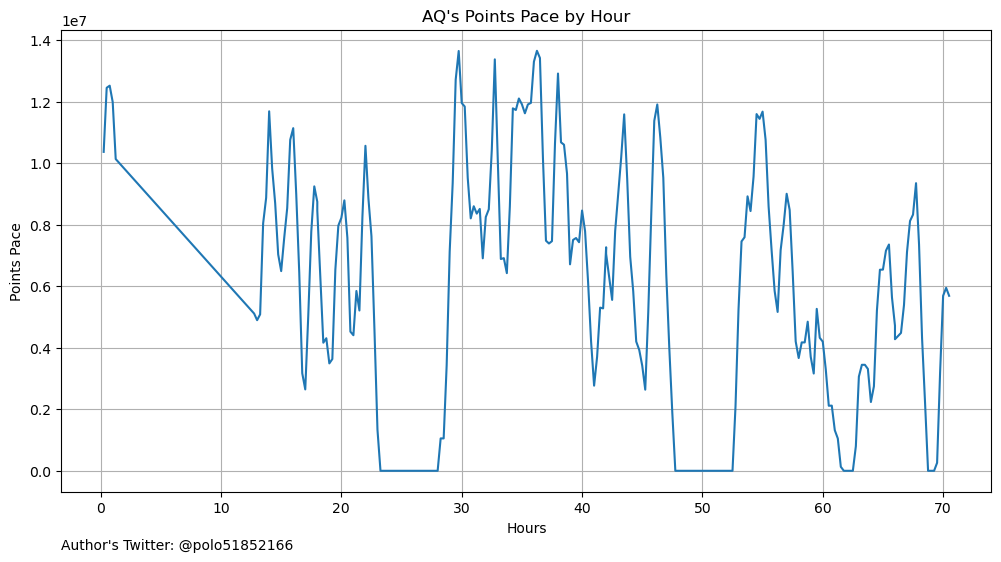 AQ's Points Pace by Hour
1e7
1.4
1.2
1.0
0.8
0.6
0.4
0.2
0.0
Points Pace
0 10 20 30 40 50 60 70
Hours
Author's Twitter: @polo51852166